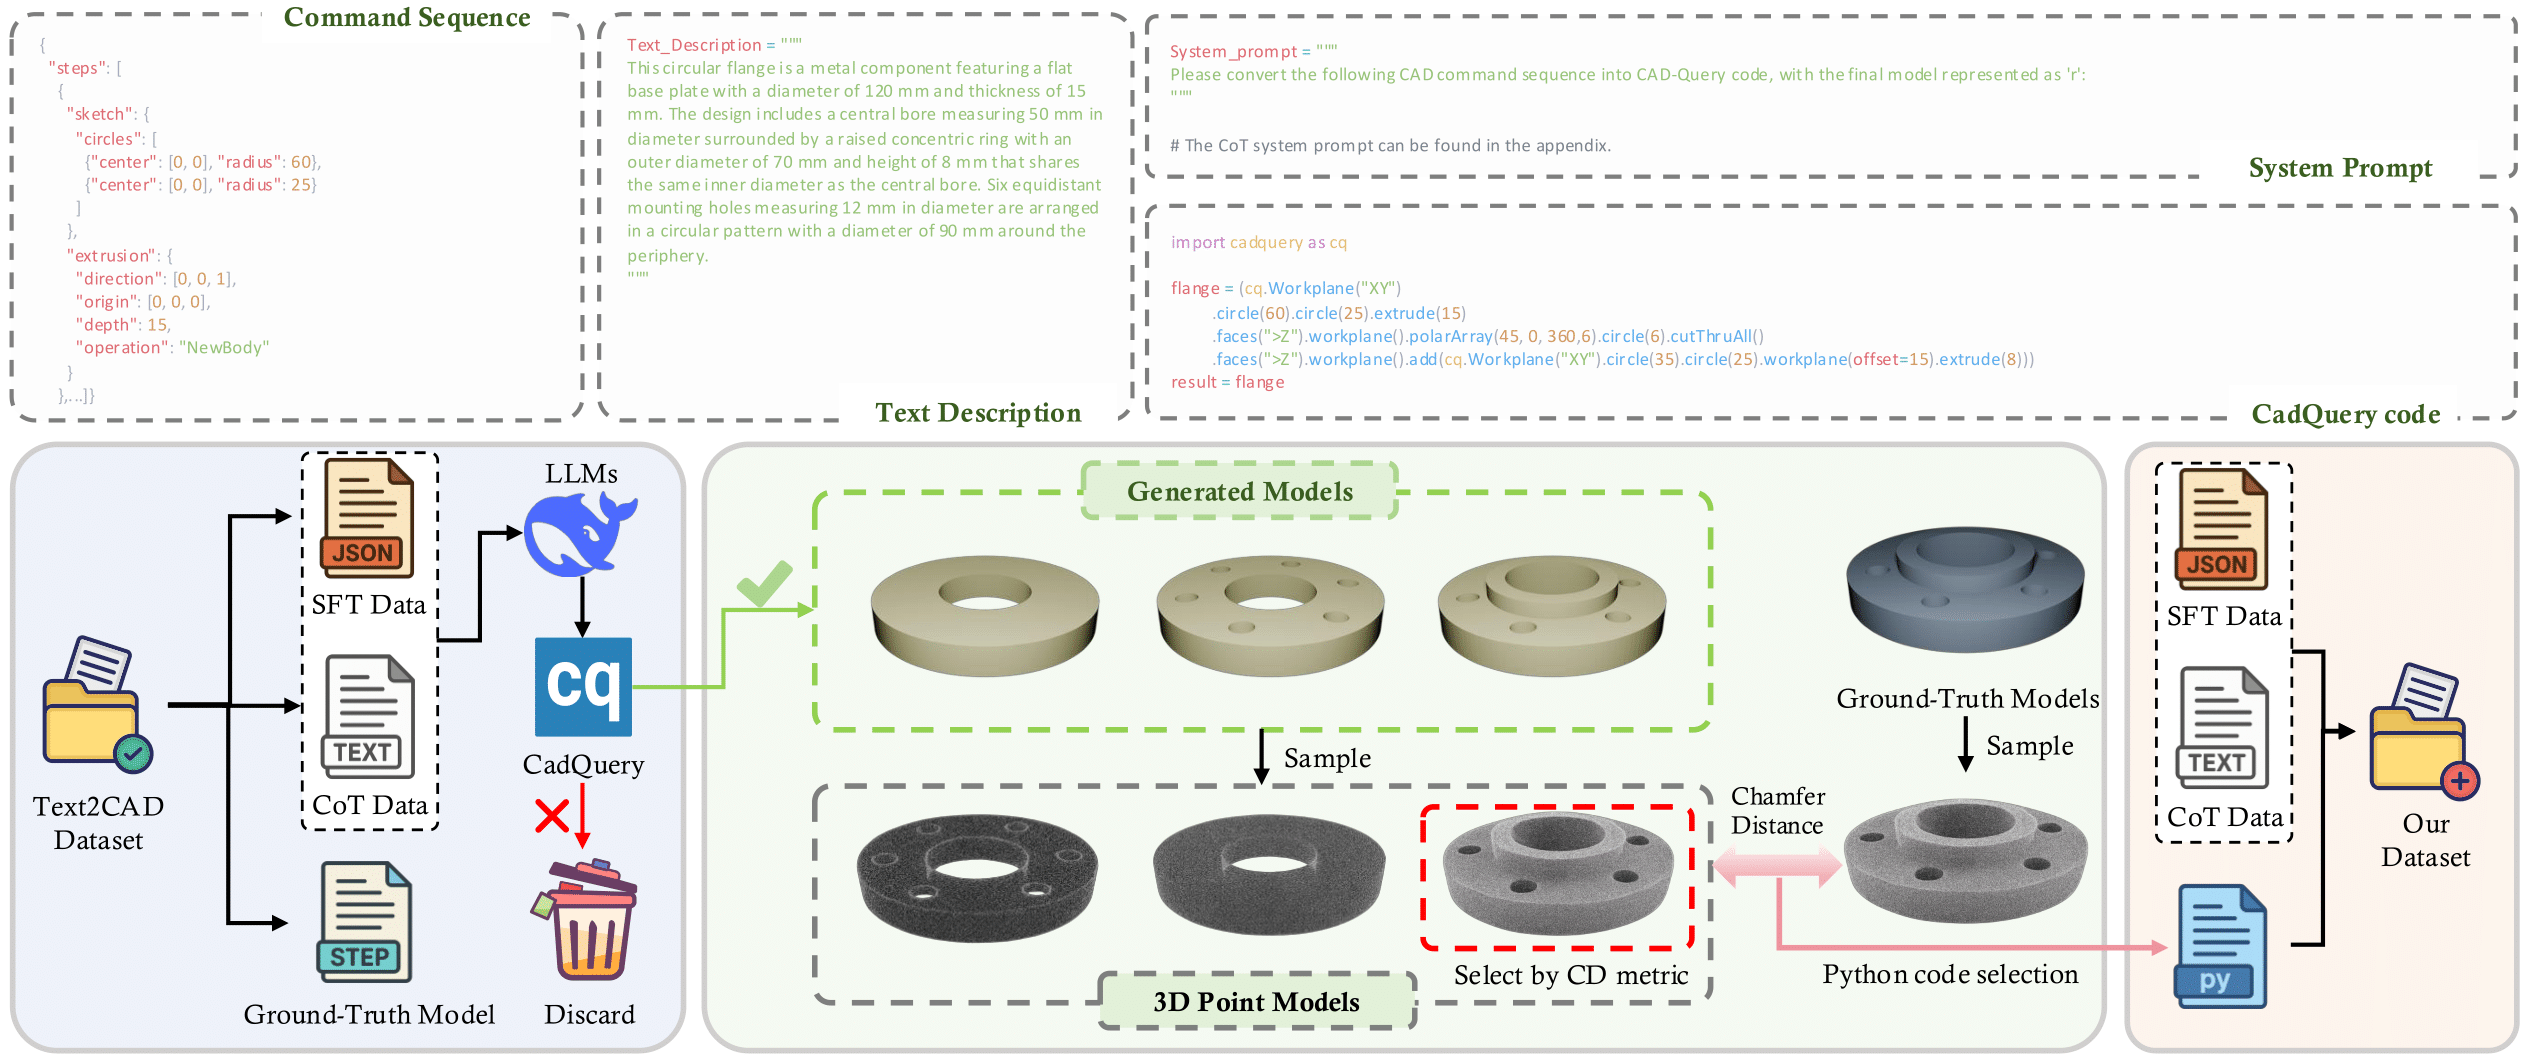 Command Sequence
{
"steps": [
{
"sketch": {
"circles": [
{"center": [0, 0], "radius": 60},
{"center": [0, 0], "radius": 25}
]
},
"extrusion": {
"direction": [0, 0, 1],
"origin": [0, 0, 0],
"depth": 15,
"operation": "NewBody"
}
},...]}
Text_Description = """
This circular flange is a metal component featuring a flat
base plate with a diameter of 120 mm and thickness of 15
mm. The design includes a central bore measuring 50 mm in
diameter surrounded by a raised concentric ring with an
outer diameter of 70 mm and height of 8 mm that shares
the same inner diameter as the central bore. Six equidistant
mounting holes measuring 12 mm in diameter are arranged
in a circular pattern with a diameter of 90 mm around the
periphery.
"""
Text Description
System_prompt = """
Please convert the following CAD command sequence into CAD-Query code, with the final model represented as 'r':
"""
# The CoT system prompt can be found in the appendix.
System Prompt
import cadquery as cq
flange = (cq.Workplane("XY")
.circle(60).circle(25).extrude(15)
.faces(">Z").workplane().polarArray(45, 0, 360,6).circle(6).cutThruAll()
.faces(">Z").workplane().add(cq.Workplane("XY").circle(35).circle(25).workplane(offset=15).extrude(8)))
result = flange
CadQuery code
Text2CAD
Dataset
JSON
SFT Data
TEXT
CoT Data
STEP
Ground-Truth Model
LLMs
cq
CadQuery
Discard
Generated Models
Sample
3D Point Models
Select by CD metric
Ground-Truth Models
Sample
Chamfer
Distance
Python code selection
JSON
SFT Data
TEXT
CoT Data
py
Our
Dataset